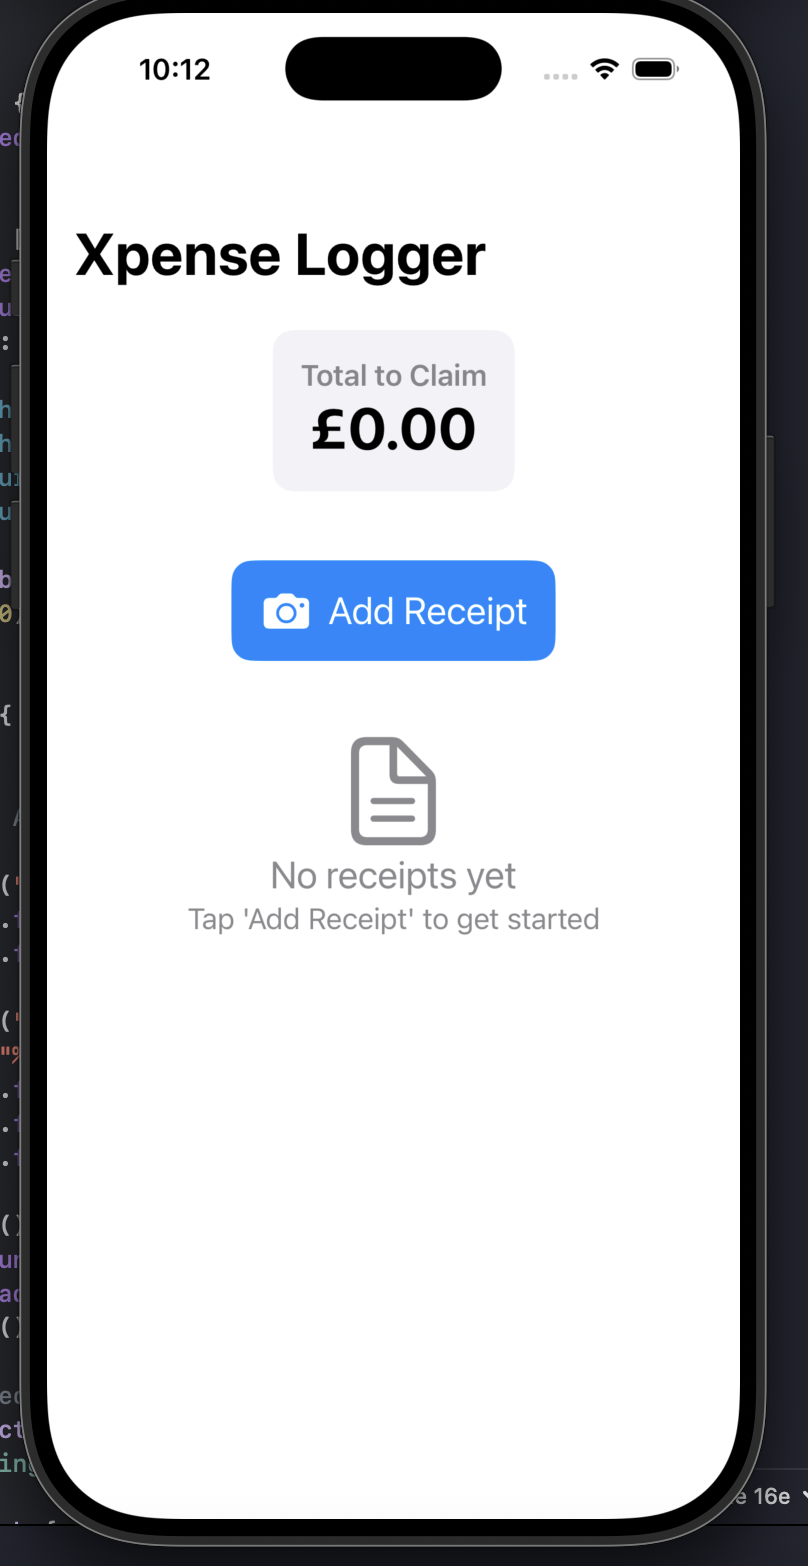 10:12
Xpense Logger
Total to Claim
£0.00
Add Receipt
No receipts yet
Tap 'Add Receipt' to get started
16e